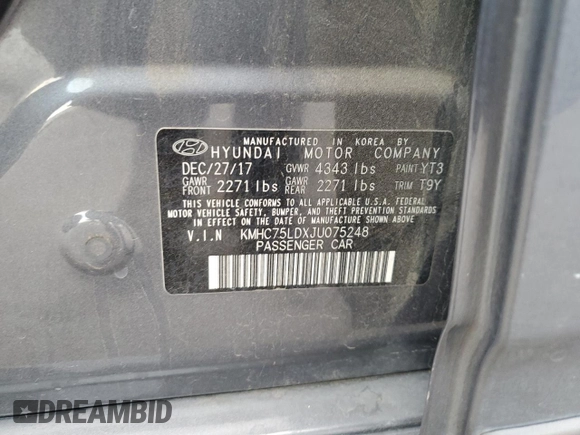 MANUFACTURED IN KOREA BY
HYUNDAI MOTOR COMPANY
DEC/27/17 GVWR 4343 lbs PAINT YT3
GAWR FRONT 2271 lbs GAWR REAR 2271 lbs TRIM T9Y
THIS VEHICLE CONFORMS TO ALL APPLICABLE U.S.A. FEDERAL
MOTOR VEHICLE SAFETY, BUMPER, AND THEFT PREVENTION STANDARDS
IN EFFECT ON THE DATE OF MANUFACTURE SHOWN ABOVE.
V.I.N KMHC75LDXJU075248
PASSENGER CAR
DREAMBID